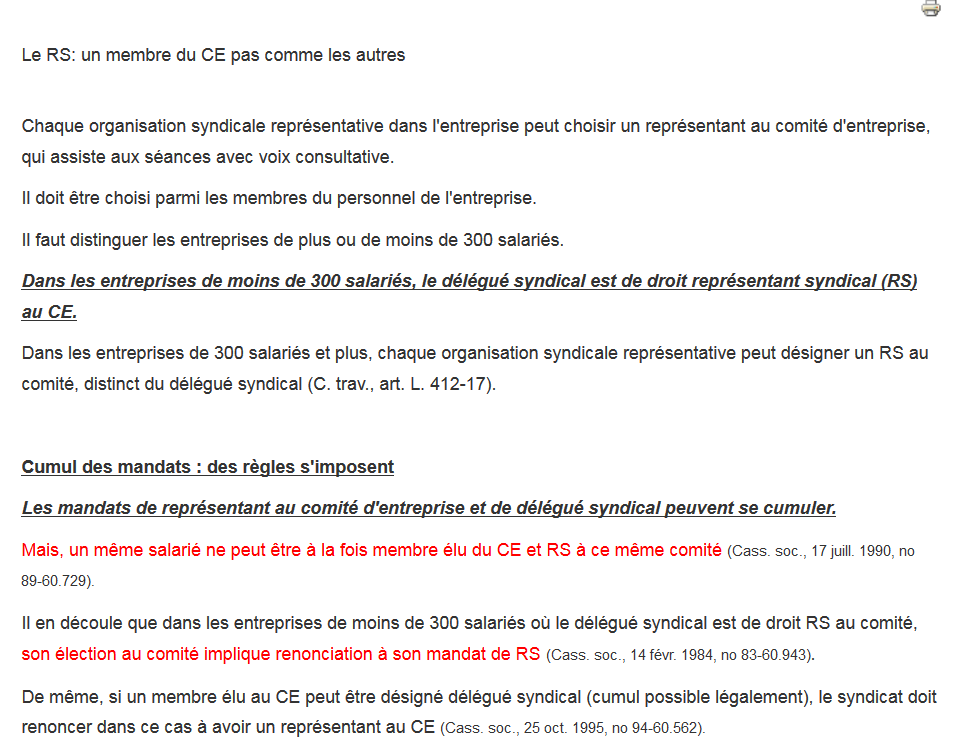 Le RS: un membre du CE pas comme les autres
Chaque organisation syndicale représentative dans l'entreprise peut choisir un représentant au comité d'entreprise,
qui assiste aux séances avec voix consultative.
Il doit être choisi parmi les membres du personnel de l'entreprise.
Il faut distinguer les entreprises de plus ou de moins de 300 salariés.
Dans les entreprises de moins de 300 salariés, le délégué syndical est de droit représentant syndical (RS)
au CE.
Dans les entreprises de 300 salariés et plus, chaque organisation syndicale représentative peut désigner un RS au
comité, distinct du délégué syndical (C. trav., art. L. 412-17).
Cumul des mandats : des règles s'imposent
Les mandats de représentant au comité d'entreprise et de délégué syndical peuvent se cumuler.
Mais, un même salarié ne peut être à la fois membre élu du CE et RS à ce même comité (Cass. soc., 17 juill. 1990, no
89-60.729).
Il en découle que dans les entreprises de moins de 300 salariés où le délégué syndical est de droit RS au comité,
son élection au comité implique renonciation à son mandat de RS (Cass. soc., 14 févr. 1984, no 83-60.943).
De même, si un membre élu au CE peut être désigné délégué syndical (cumul possible légalement), le syndicat doit
renoncer dans ce cas à avoir un représentant au CE (Cass. soc., 25 oct. 1995, no 94-60.562).